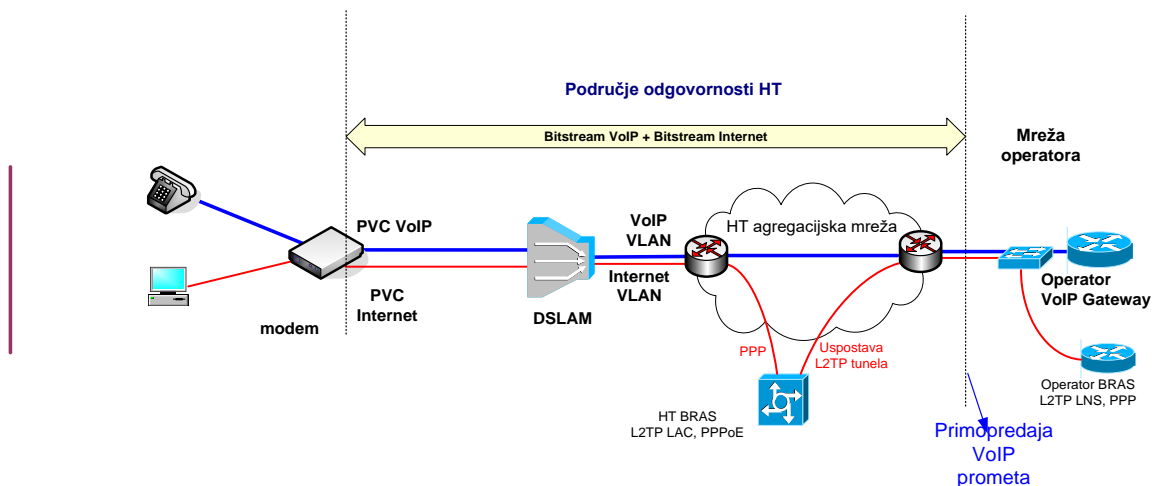 Područje odgovornosti HT
Bitstream VoIP + Bitstream Internet
Mreža
operatora
PVC VoIP
VoIP
VLAN
HT agregacijska mreža
PVC
Internet
Internet
VLAN
modem
DSLAM
Operator
VoIP Gateway
PPP
Uspostava
L2TP tunela
HT BRAS
L2TP LAC, PPPoE
Operator BRAS
L2TP LNS, PPP
Primopredaja
VoIP
prometa